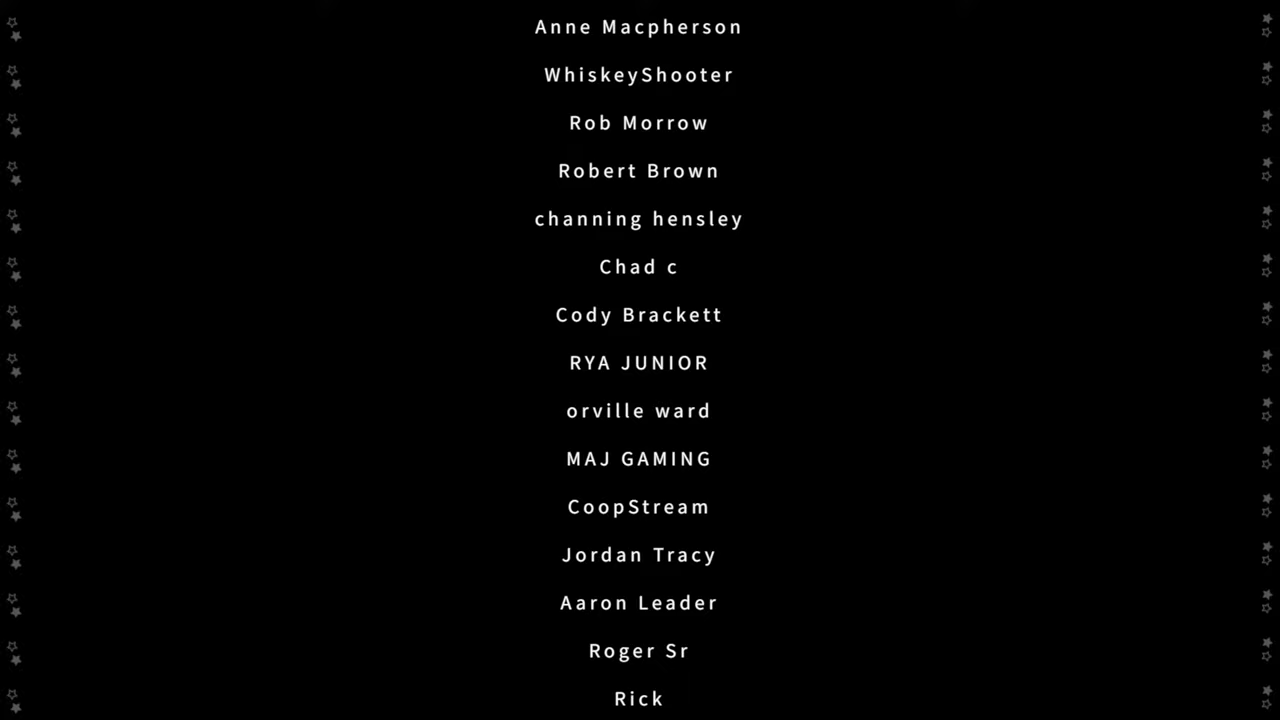 Anne Macpherson
WhiskeyShooter
Rob Morrow
Robert Brown
channing hensley
Chad c
Cody Brackett
RYA JUNIOR
orville ward
MAJ GAMING
CoopStream
Jordan Tracy
Aaron Leader
Roger Sr
Rick